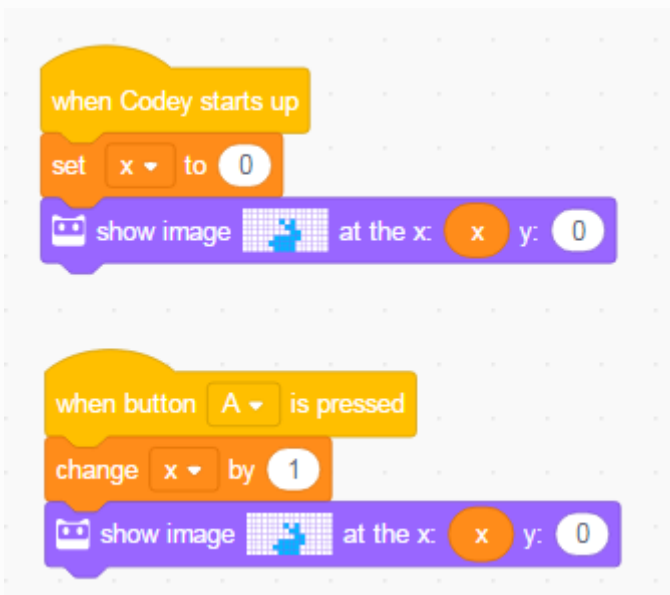 when Codey starts up
set x to 0
show image at the x: x y: 0
when button A is pressed
change x by 1
show image at the x: x y: 0